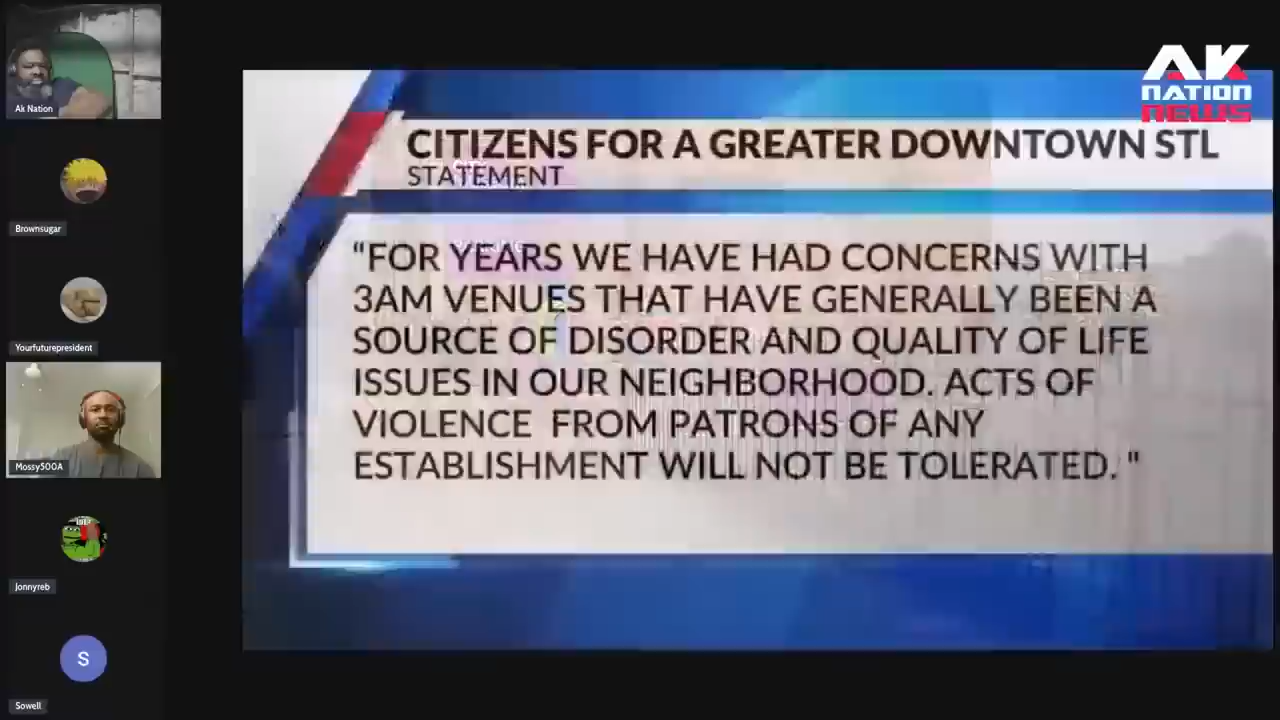 Ak Nation
Brownsugar
Yourfuturepresident
Mossy500A
jonnyreb
S
Sowell
AK
NATION
NEWS
CITIZENS FOR A GREATER DOWNTOWN STL
STATEMENT
“FOR YEARS WE HAVE HAD CONCERNS WITH
3AM VENUES THAT HAVE GENERALLY BEEN A
SOURCE OF DISORDER AND QUALITY OF LIFE
ISSUES IN OUR NEIGHBORHOOD. ACTS OF
VIOLENCE FROM PATRONS OF ANY
ESTABLISHMENT WILL NOT BE TOLERATED. "